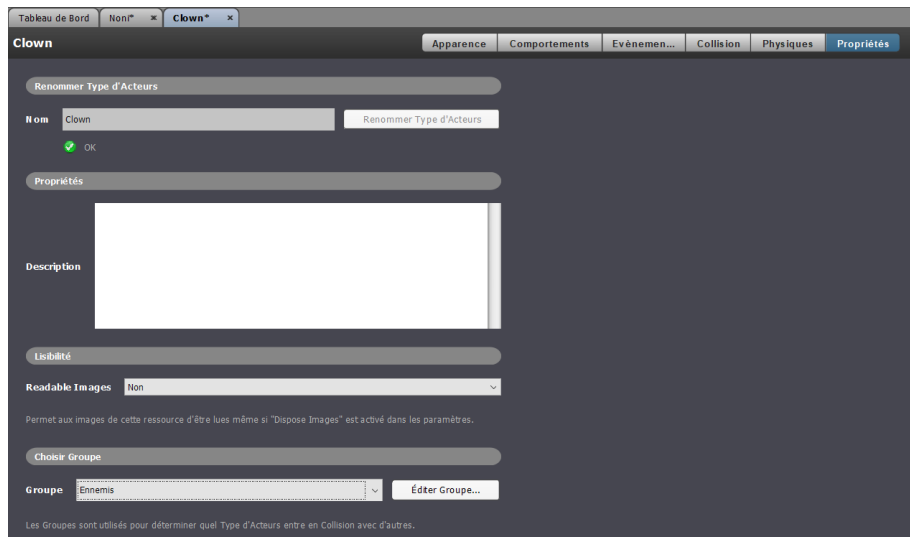 Tableau de Bord Noni* × Clown* ×
Clown Apparence Comportements Evènemen... Collision Physiques Propriétés
Renommer Type d'Acteurs
Nom Clown Renommer Type d'Acteurs
OK
Propriétés
Description
Lisibilité
Readable Images Non
Permet aux images de cette ressource d'être lues même si "Dispose Images" est activé dans les paramètres.
Choisir Groupe
Groupe Ennemis Éditer Groupe...
Les Groupes sont utilisés pour déterminer quel Type d'Acteurs entre en Collision avec d'autres.